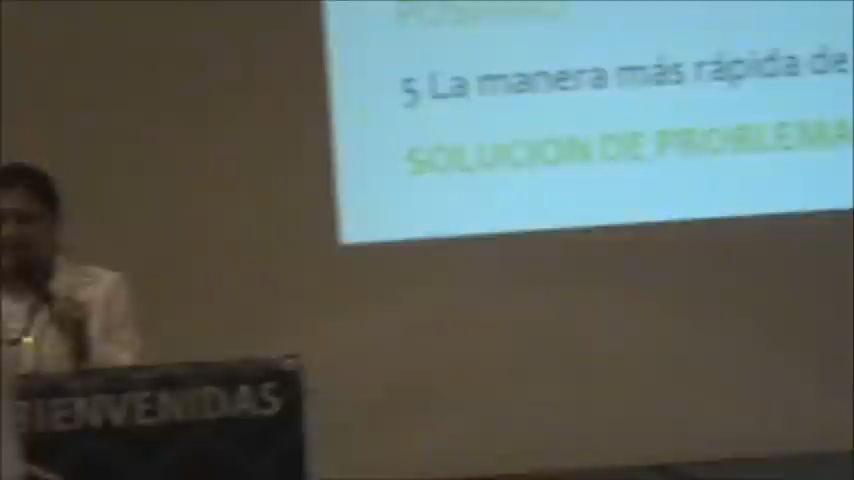 5 La manera más rápida de
SOLUCION DE PROBLEMA
BIENVENIDAS